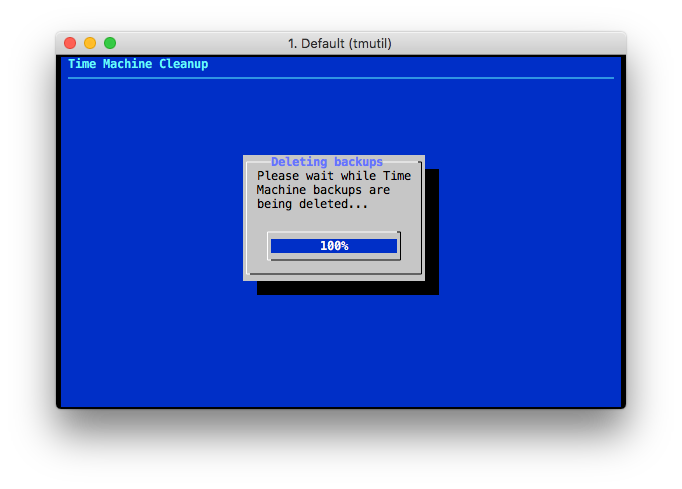 1. Default (tmutil)
Time Machine Cleanup
Deleting backups
Please wait while Time
Machine backups are
being deleted...
100%